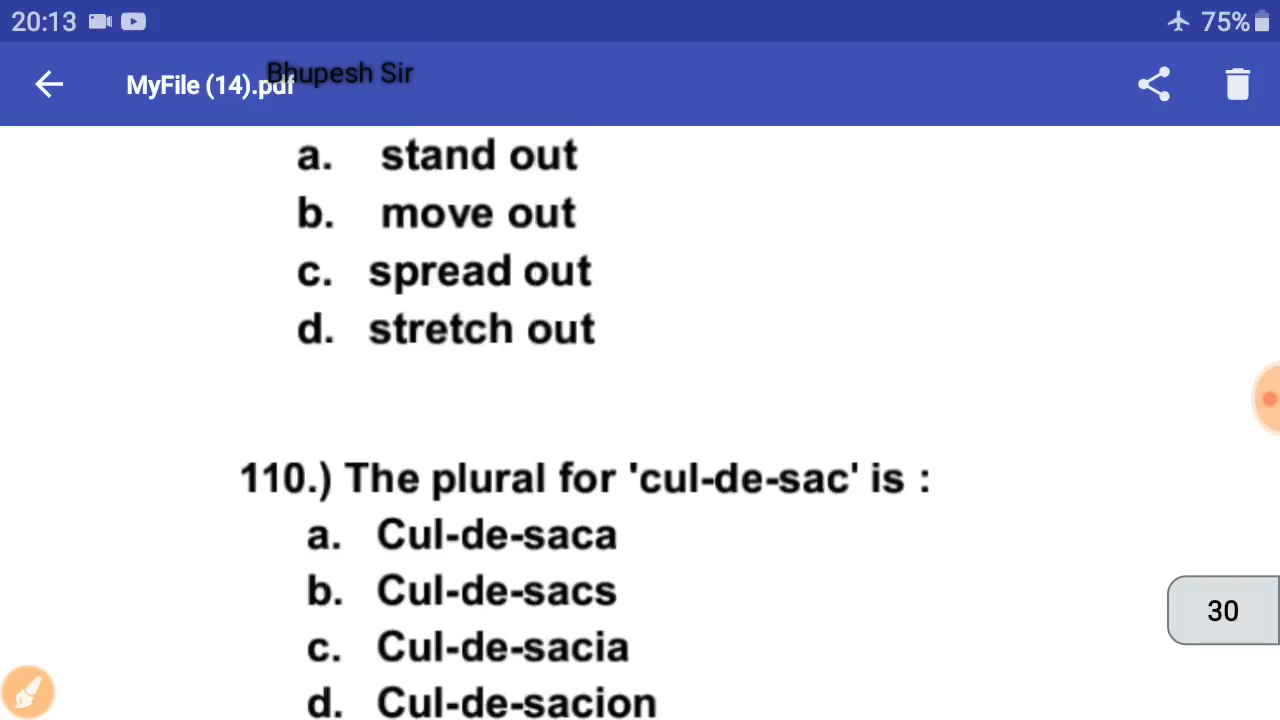 20:13 75%
Bhupesh Sir
MyFile (14).pdf
a. stand out
b. move out
c. spread out
d. stretch out
110.) The plural for 'cul-de-sac' is :
a. Cul-de-saca
b. Cul-de-sacs
c. Cul-de-sacia
30
d. Cul-de-sacion